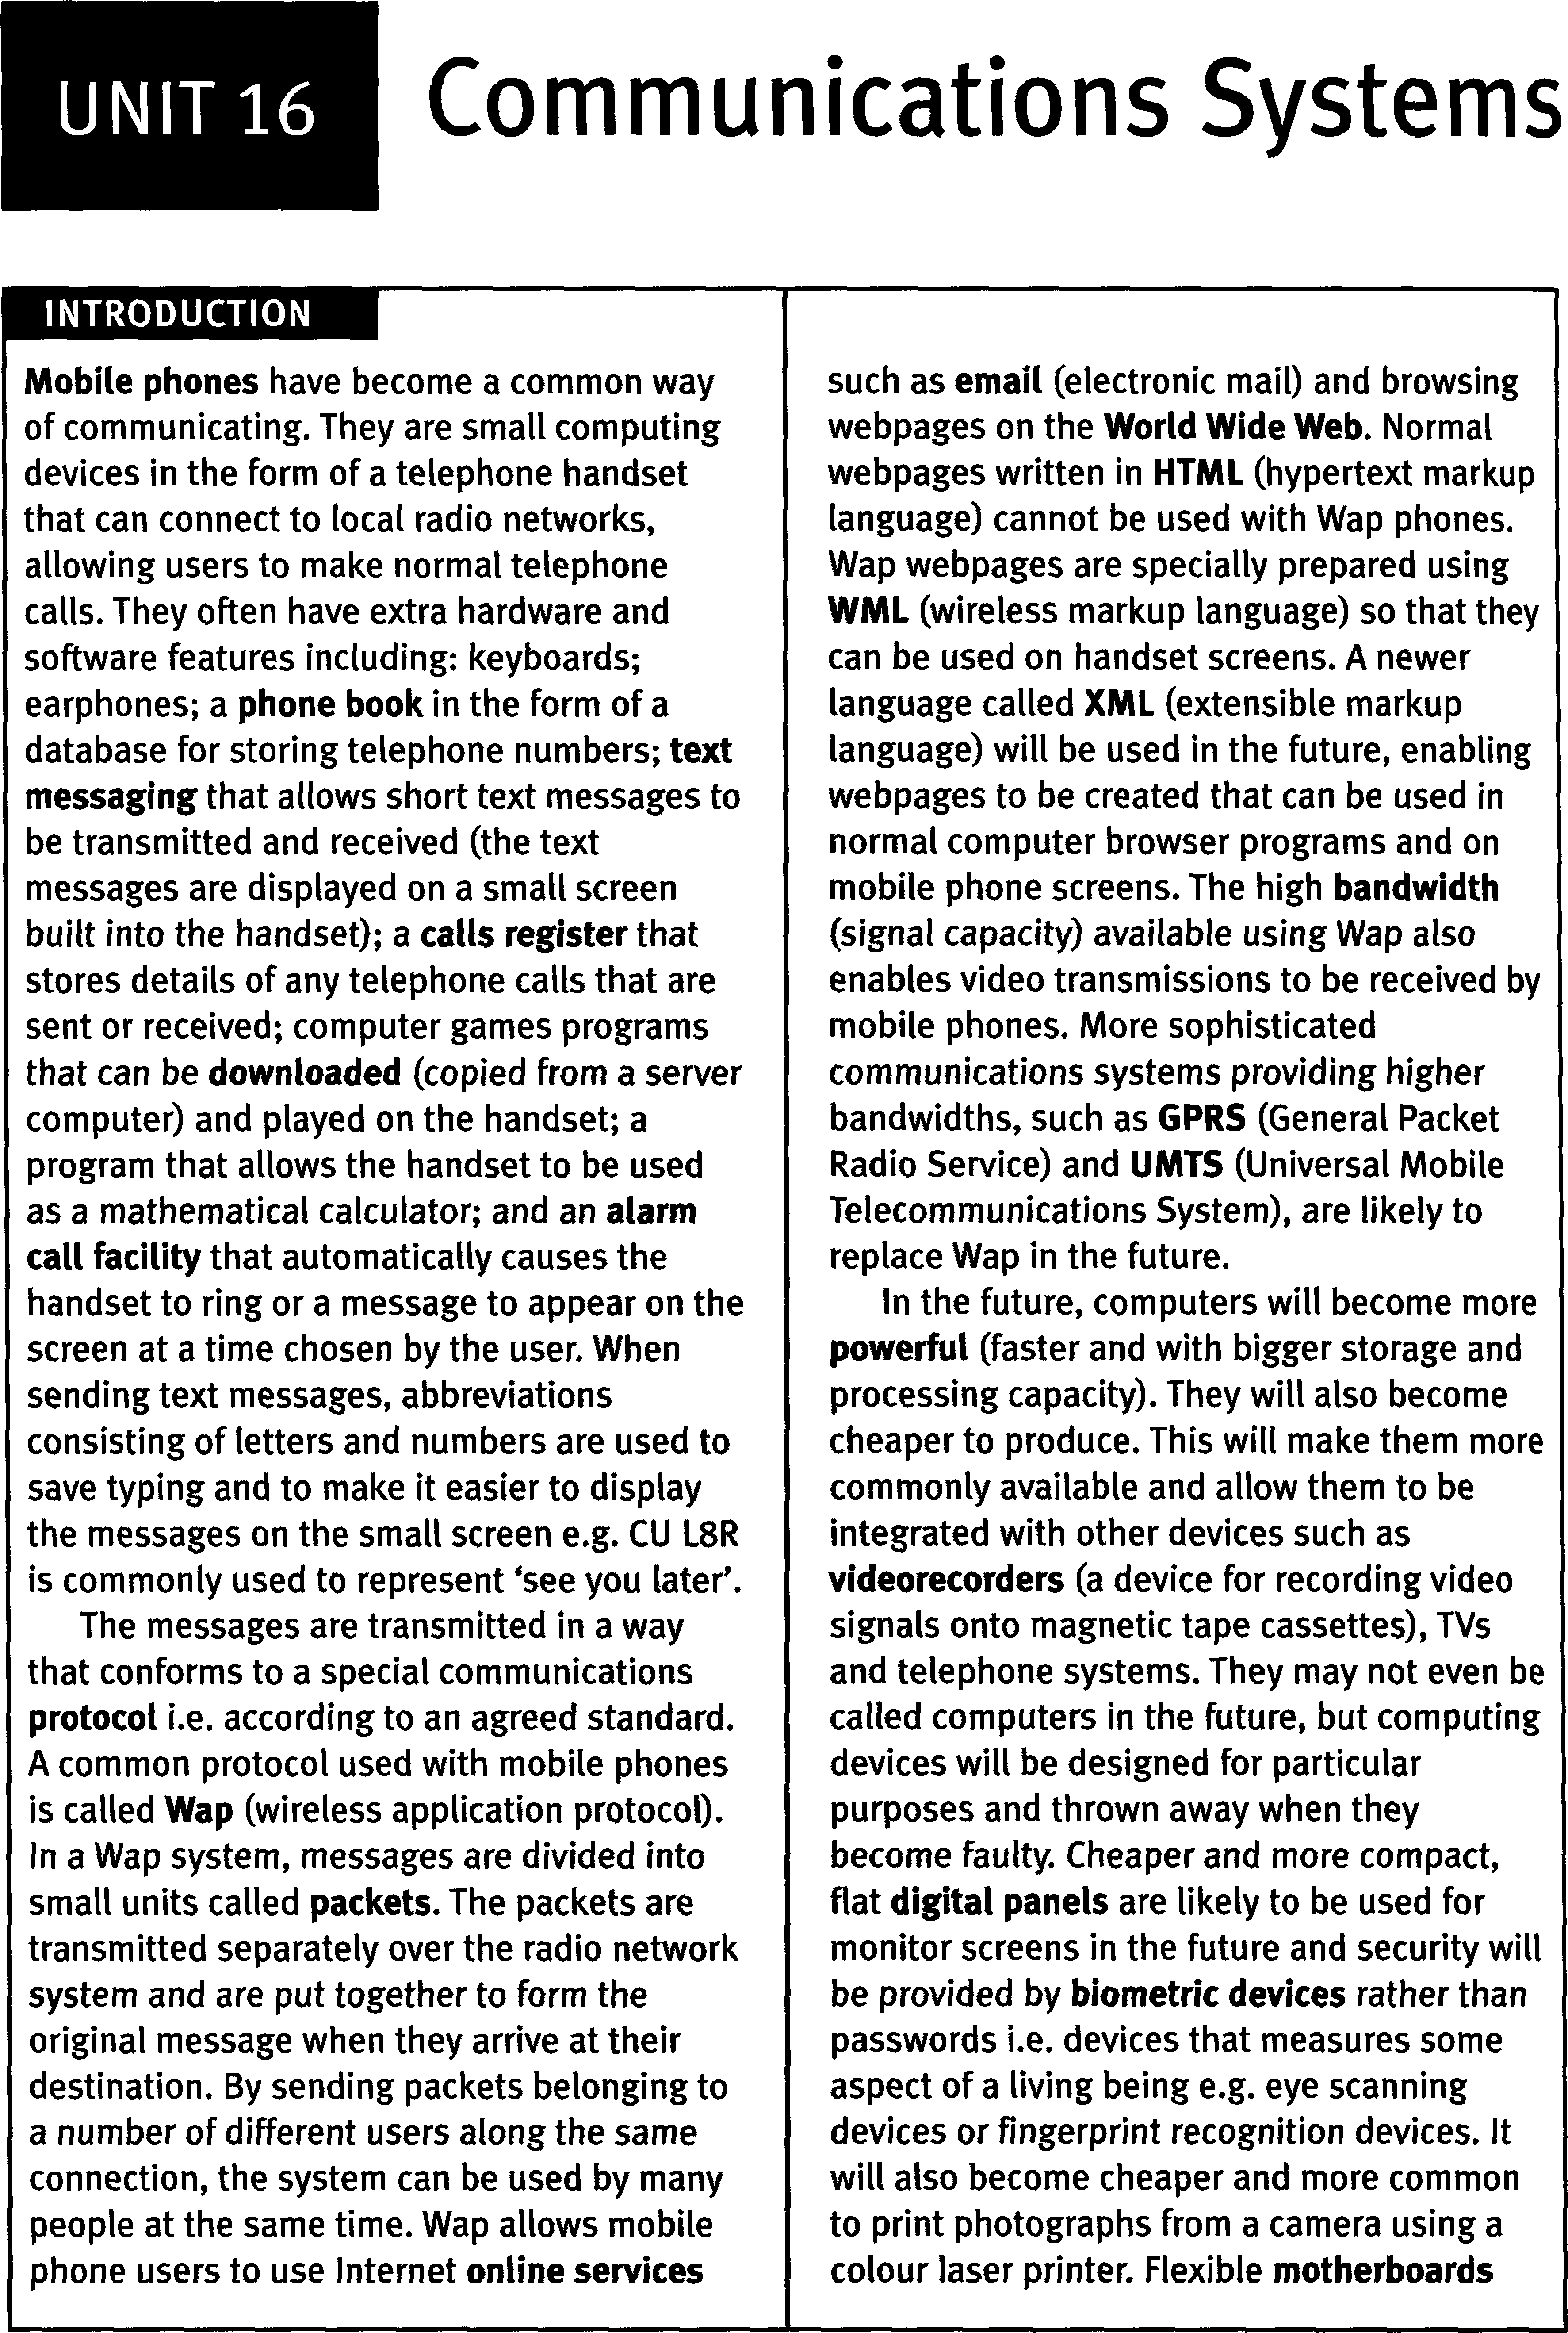 UNIT 16
Communications Systems
INTRODUCTION
Mobile phones have become a common way
of communicating. They are small computing
devices in the form of a telephone handset
that can connect to local radio networks,
allowing users to make normal telephone
calls. They often have extra hardware and
software features including: keyboards;
earphones; a phone book in the form of a
database for storing telephone numbers; text
messaging that allows short text messages to
be transmitted and received (the text
messages are displayed on a small screen
built into the handset); a calls register that
stores details of any telephone calls that are
sent or received; computer games programs
that can be downloaded (copied from a server
computer) and played on the handset; a
program that allows the handset to be used
as a mathematical calculator; and an alarm
call facility that automatically causes the
handset to ring or a message to appear on the
screen at a time chosen by the user. When
sending text messages, abbreviations
consisting of letters and numbers are used to
save typing and to make it easier to display
the messages on the small screen e.g. CU L8R
is commonly used to represent ‘see you later’.
The messages are transmitted in a way
that conforms to a special communications
protocol i.e. according to an agreed standard.
A common protocol used with mobile phones
is called Wap (wireless application protocol).
In a Wap system, messages are divided into
small units called packets. The packets are
transmitted separately over the radio network
system and are put together to form the
original message when they arrive at their
destination. By sending packets belonging to
a number of different users along the same
connection, the system can be used by many
people at the same time. Wap allows mobile
phone users to use Internet online services
such as email (electronic mail) and browsing
webpages on the World Wide Web. Normal
webpages written in HTML (hypertext markup
language) cannot be used with Wap phones.
Wap webpages are specially prepared using
WML (wireless markup language) so that they
can be used on handset screens. A newer
language called XML (extensible markup
language) will be used in the future, enabling
webpages to be created that can be used in
normal computer browser programs and on
mobile phone screens. The high bandwidth
(signal capacity) available using Wap also
enables video transmissions to be received by
mobile phones. More sophisticated
communications systems providing higher
bandwidths, such as GPRS (General Packet
Radio Service) and UMTS (Universal Mobile
Telecommunications System), are likely to
replace Wap in the future.
In the future, computers will become more
powerful (faster and with bigger storage and
processing capacity). They will also become
cheaper to produce. This will make them more
commonly available and allow them to be
integrated with other devices such as
videorecorders (a device for recording video
signals onto magnetic tape cassettes), TVs
and telephone systems. They may not even be
called computers in the future, but computing
devices will be designed for particular
purposes and thrown away when they
become faulty. Cheaper and more compact,
flat digital panels are likely to be used for
monitor screens in the future and security will
be provided by biometric devices rather than
passwords i.e. devices that measures some
aspect of a living being e.g. eye scanning
devices or fingerprint recognition devices. It
will also become cheaper and more common
to print photographs from a camera using a
colour laser printer. Flexible motherboards